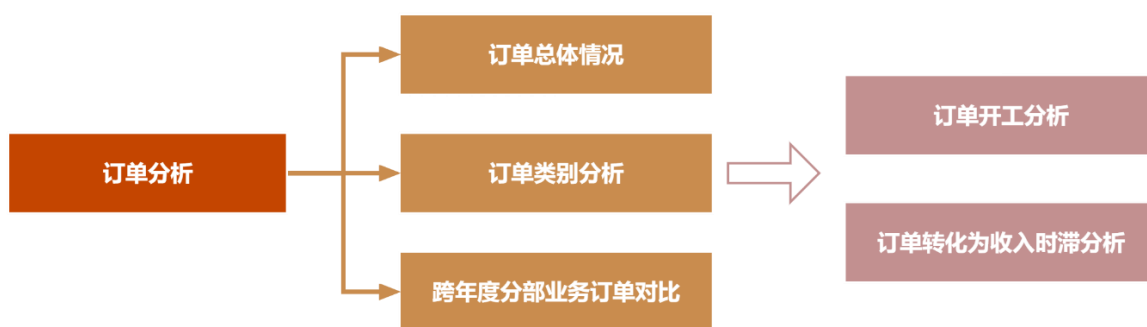 订单分析
订单总体情况
订单类别分析
跨年度分部业务订单对比
订单开工分析
订单转化为收入时滞分析